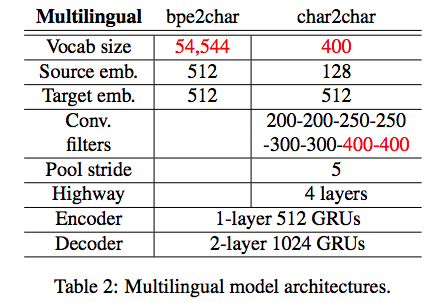 Multilingual bpe2char char2char
Vocab size 54,544 400
Source emb. 512 128
Target emb. 512 512
Conv. 200-200-250-250
filters -300-300-400-400
Pool stride 5
Highway 4 layers
Encoder 1-layer 512 GRUs
Decoder 2-layer 1024 GRUs
Table 2: Multilingual model architectures.